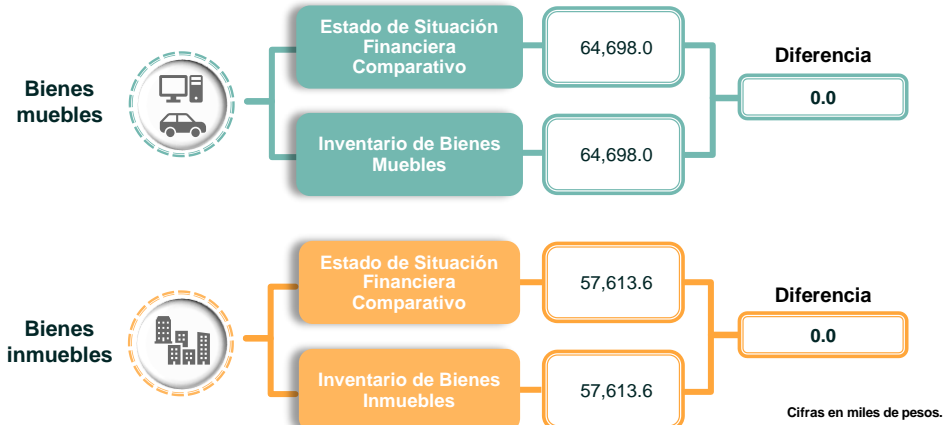 Bienes
muebles
Estado de Situación
Financiera
Comparativo
64,698.0
Inventario de Bienes
Muebles
64,698.0
Diferencia
0.0
Bienes
inmuebles
Estado de Situación
Financiera
Comparativo
57,613.6
Inventario de Bienes
Inmuebles
57,613.6
Diferencia
0.0
Cifras en miles de pesos.